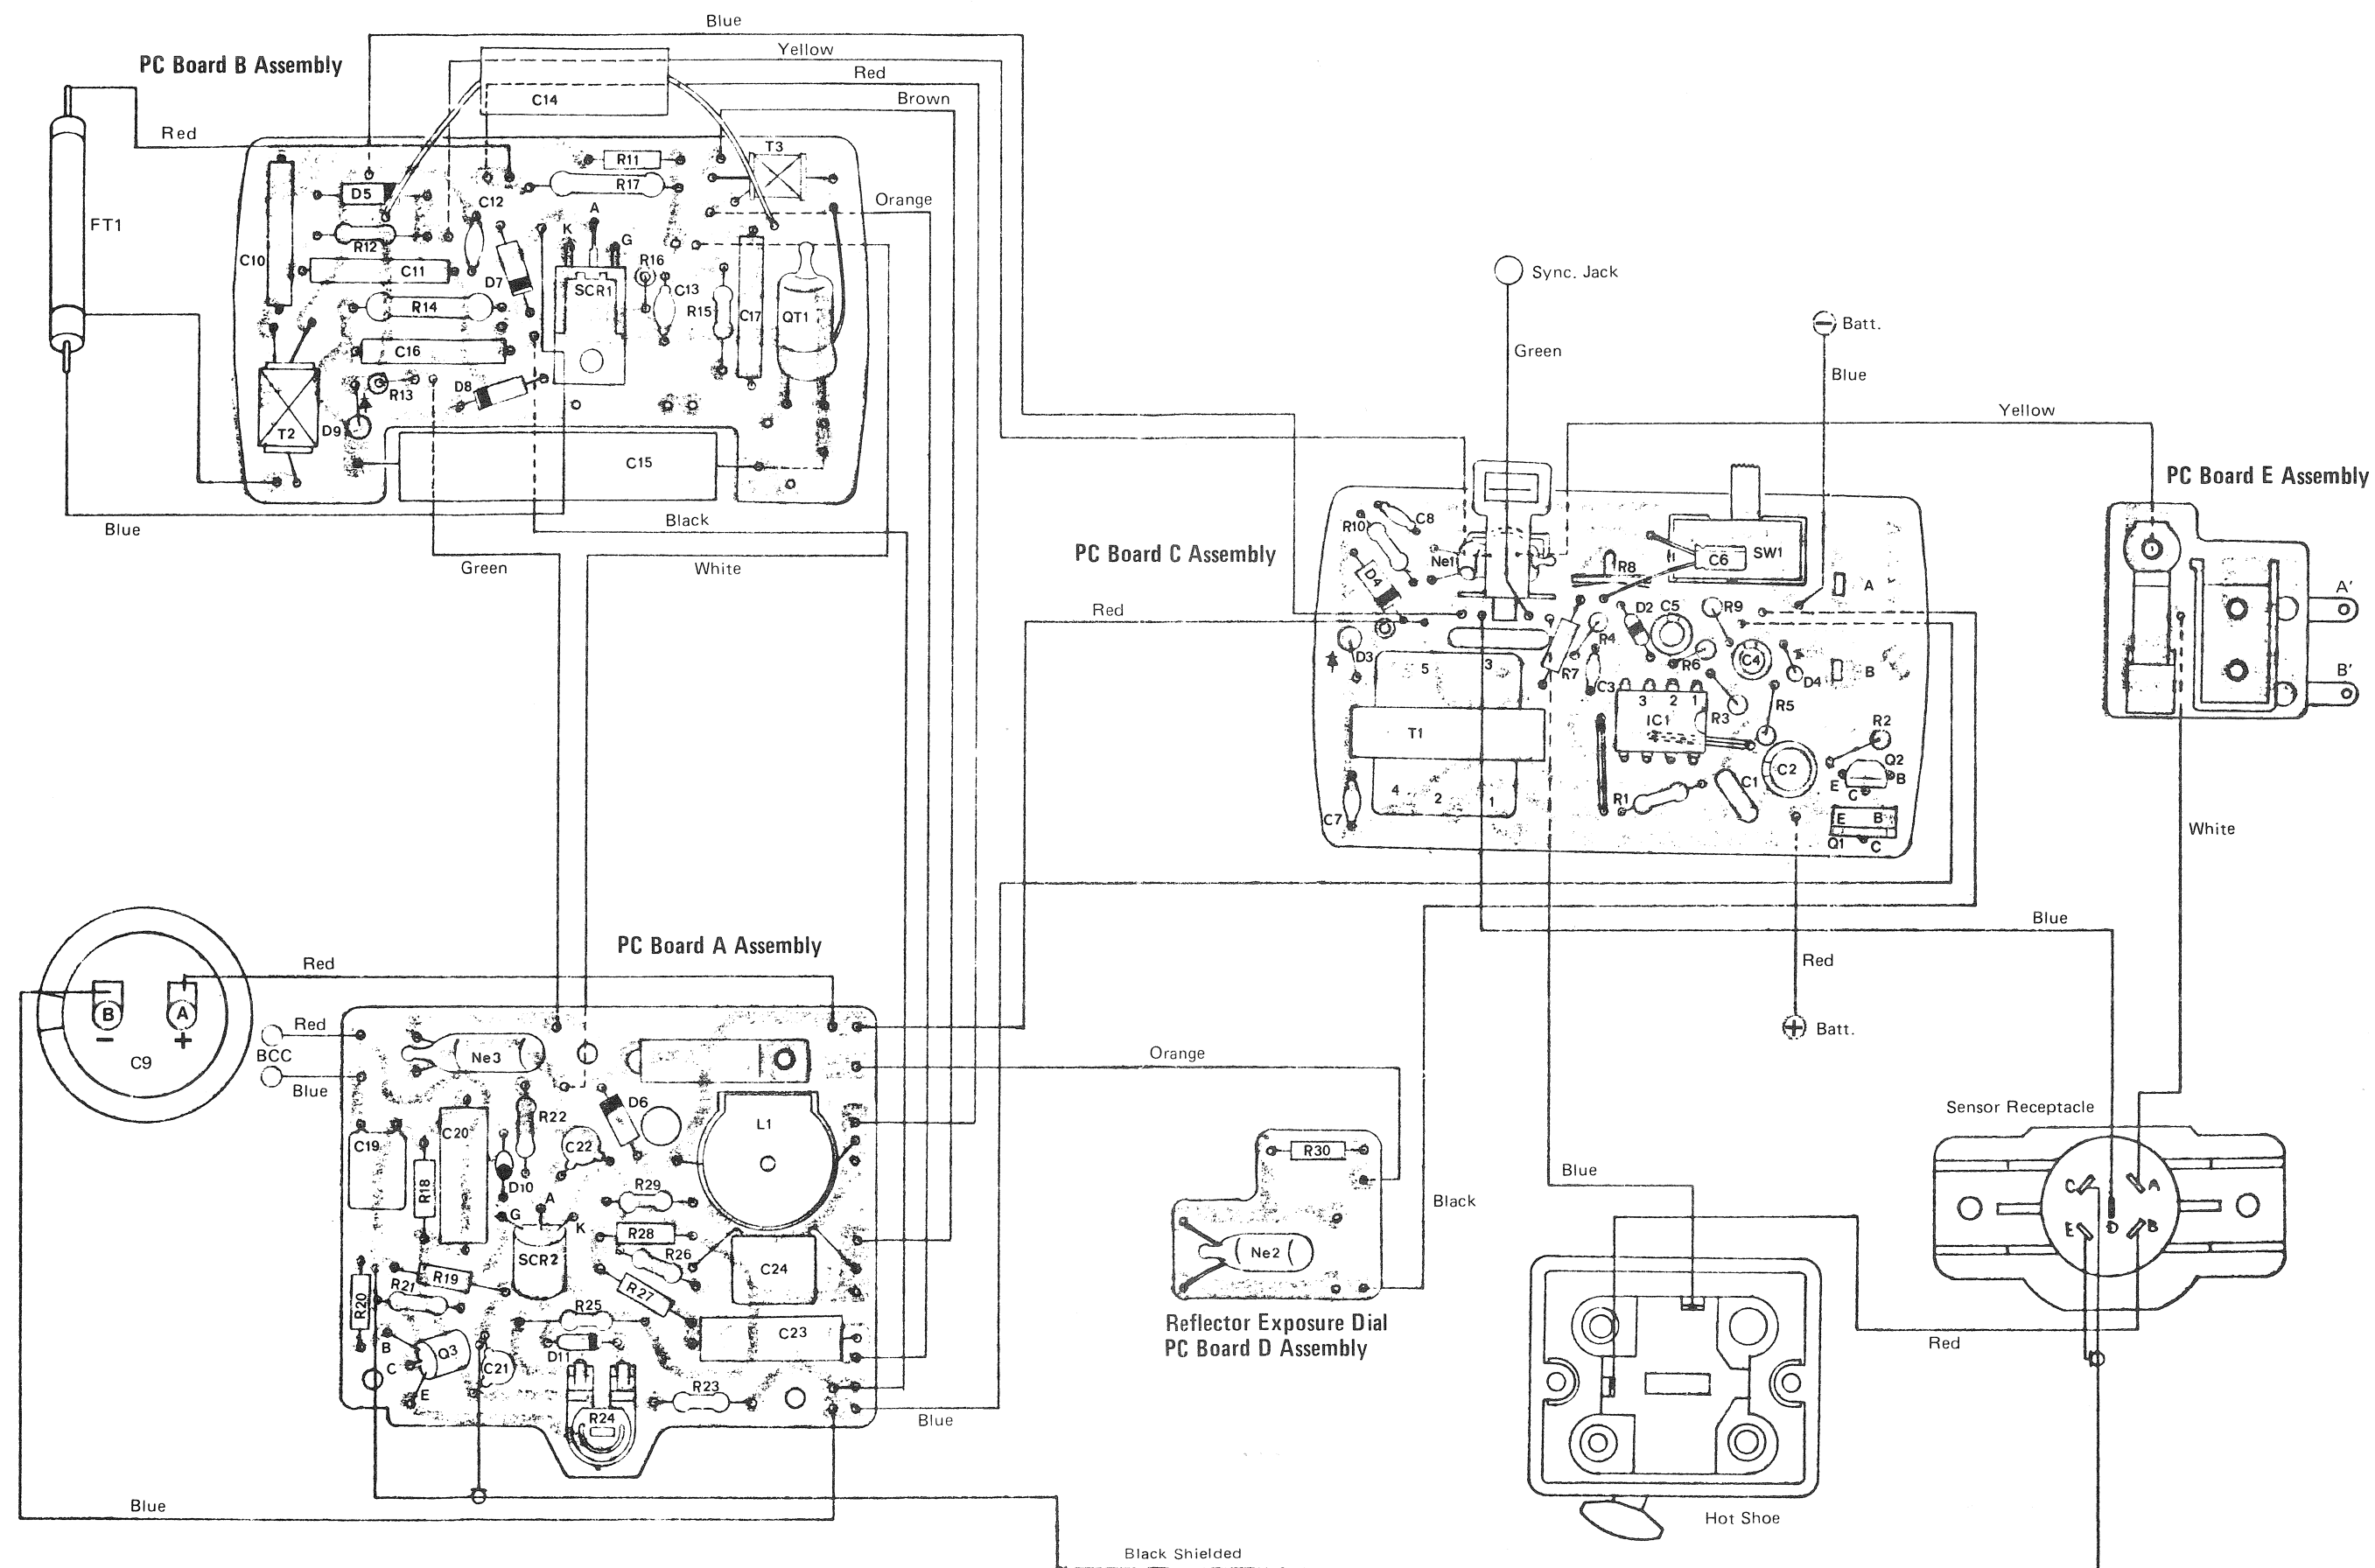 Blue
Yellow
Red
Brown
PC Board B Assembly
C14
Red
FT1
R11
R17
T3
D5
C12
Orange
R12
A
K
G
C10
C11
D7
R16
SCR1
C13
R14
R15
C17
QT1
C16
R13
D8
T2
D9
C15
Blue
Black
Green
White
Sync. Jack
Green
− Batt.
Blue
Yellow
PC Board E Assembly
A'
B'
White
PC Board C Assembly
Red
R10
C8
Ne1
D4
D3
R8
C6
SW1
A
D2
C5
R9
R4
R6
C4
D4
B
R7
C3
5
3
3 2 1
IC1
R3
R5
T1
R2
Q2
E
B
C
C2
R1
C1
4
2
1
C7
E B
Q1
C
Blue
Red
+ Batt.
PC Board A Assembly
Red
B
A
−
+
C9
Red
BCC
Blue
Ne3
R22
D6
L1
C19
C20
C22
R18
D10
A
G
K
R29
R28
R26
SCR2
C24
R19
R21
R20
R27
R25
C23
B
Q3
C
E
D11
C21
R23
R24
Blue
Blue
Orange
R30
Ne2
Black
Reflector Exposure Dial
PC Board D Assembly
Sensor Receptacle
C
A
E
D
B
Blue
Red
Hot Shoe
Black Shielded